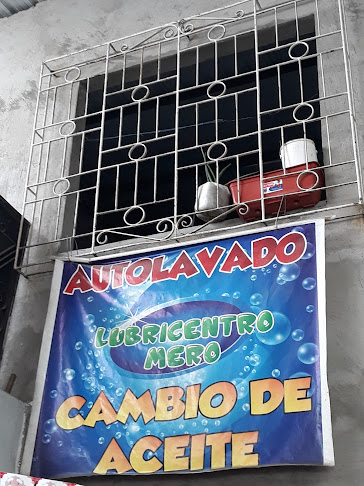 AUTOLAVADO
LUBRICENTRO
MERO
CAMBIO DE
ACEITE